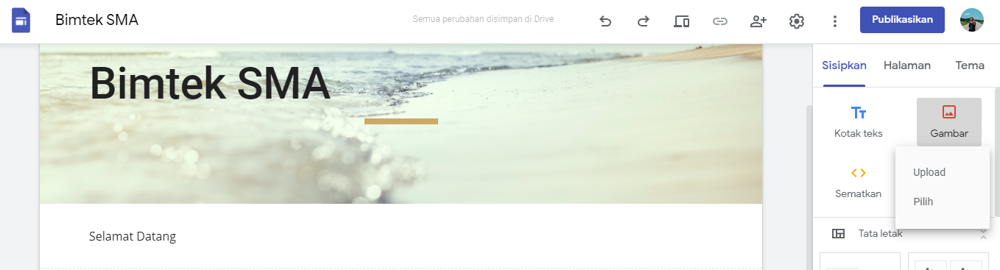 Bimtek SMA
Semua perubahan disimpan di Drive
Publikasikan
Bimtek SMA
Selamat Datang
Sisipkan Halaman Tema
Tт Kotak teks
Gambar
Upload
Pilih
Sematkan
Tata letak